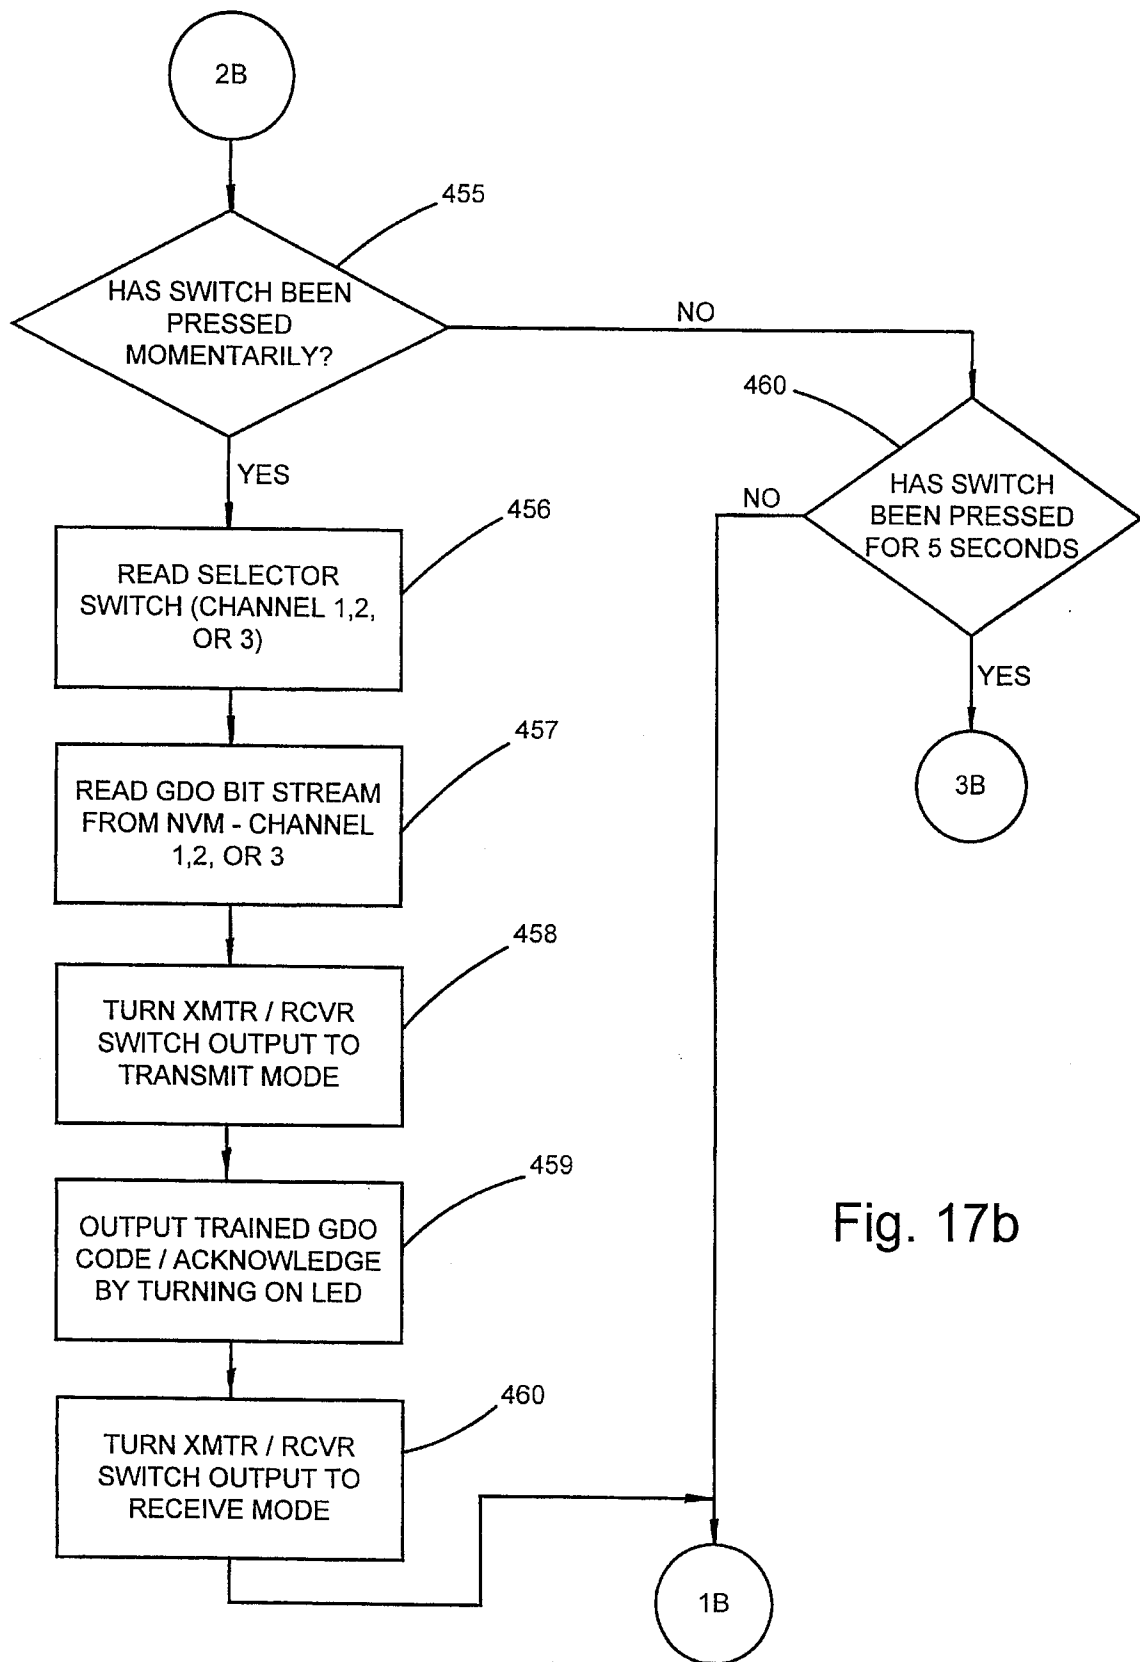 2B
455
HAS SWITCH BEEN
PRESSED
MOMENTARILY?
NO
YES
460
HAS SWITCH
BEEN PRESSED
FOR 5 SECONDS
NO
YES
3B
456
READ SELECTOR
SWITCH (CHANNEL 1,2,
OR 3)
457
READ GDO BIT STREAM
FROM NVM - CHANNEL
1,2, OR 3
458
TURN XMTR / RCVR
SWITCH OUTPUT TO
TRANSMIT MODE
459
OUTPUT TRAINED GDO
CODE / ACKNOWLEDGE
BY TURNING ON LED
460
TURN XMTR / RCVR
SWITCH OUTPUT TO
RECEIVE MODE
1B
Fig. 17b